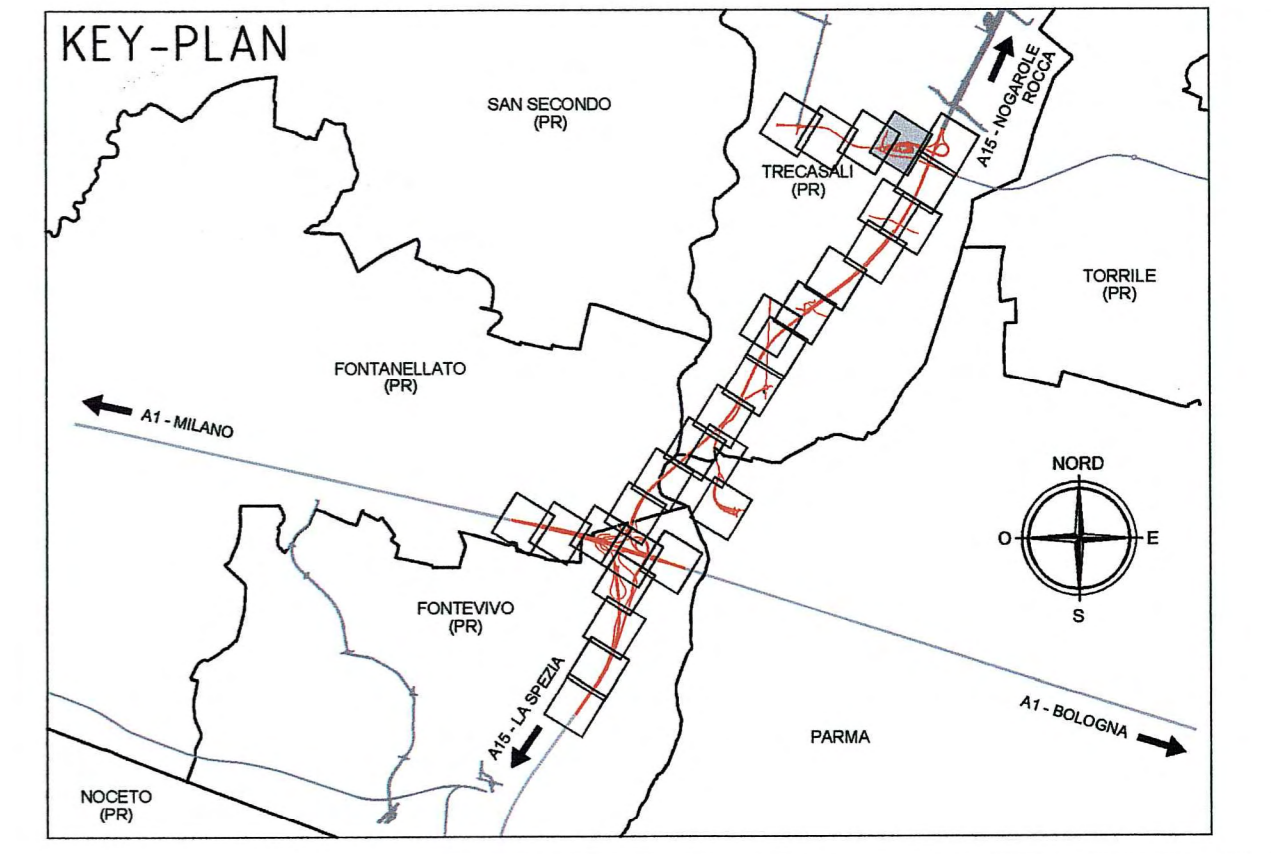 KEY-PLAN
SAN SECONDO
(PR)
A15 - NOGAROLE
ROCCA
TRECASALI
(PR)
TORRILE
(PR)
FONTANELLATO
(PR)
A1 - MILANO
NORD
O
E
S
FONTEVIVO
(PR)
A15 - LA SPEZIA
A1 - BOLOGNA
PARMA
NOCETO
(PR)